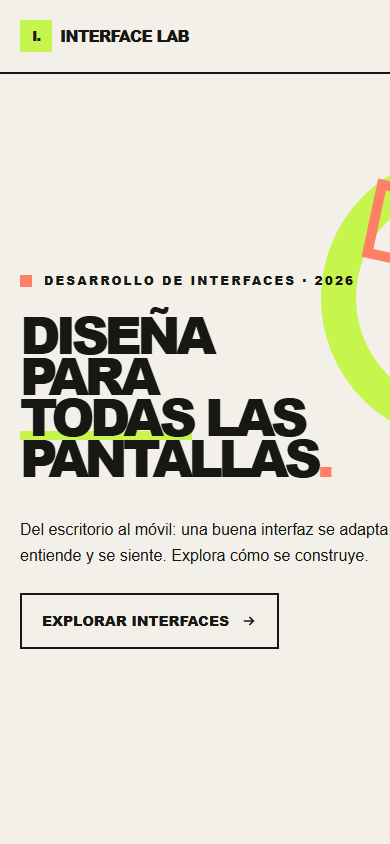 I.
INTERFACE LAB
DESARROLLO DE INTERFACES · 2026
DISEÑA
PARA
TODAS LAS
PANTALLAS.
Del escritorio al móvil: una buena interfaz se adapta
entiende y se siente. Explora cómo se construye.
EXPLORAR INTERFACES →